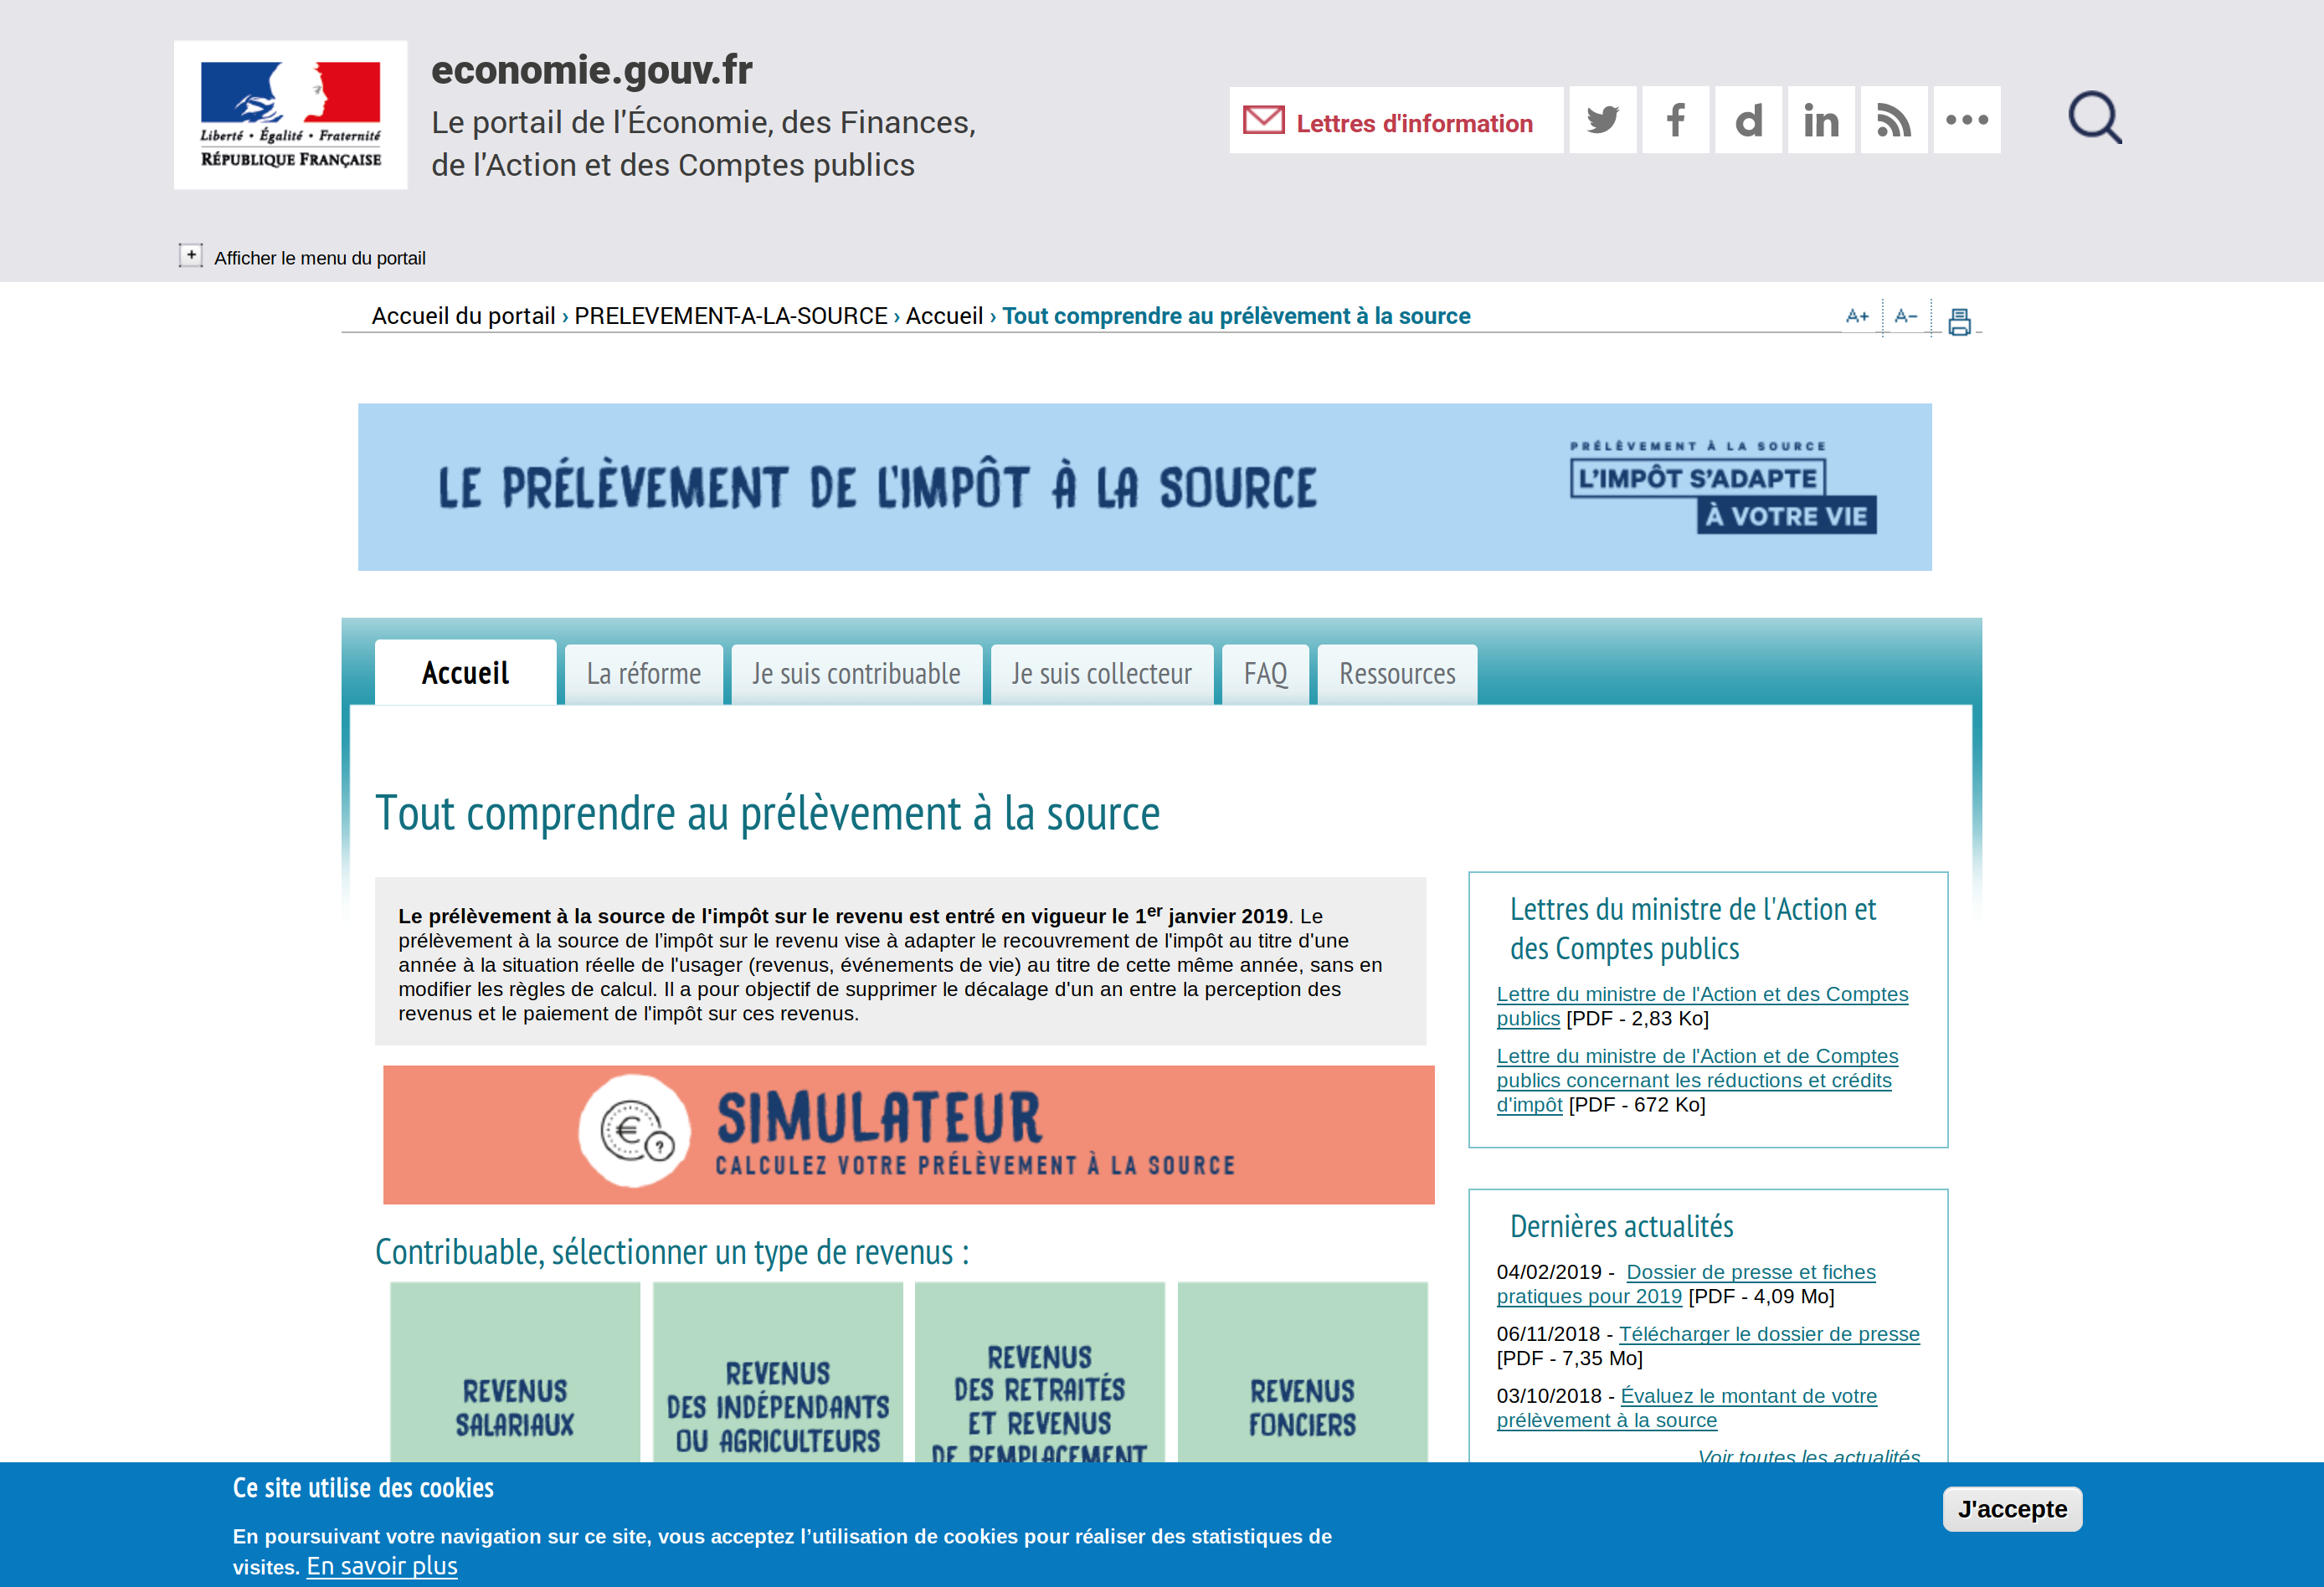 economie.gouv.fr
Le portail de l'Économie, des Finances,
de l'Action et des Comptes publics
Liberté • Égalité • Fraternité
RÉPUBLIQUE FRANÇAISE
Lettres d'information
Afficher le menu du portail
Accueil du portail › PRELEVEMENT-A-LA-SOURCE › Accueil › Tout comprendre au prélèvement à la source
A+ A−
LE PRÉLÈVEMENT DE L'IMPÔT À LA SOURCE
PRÉLÈVEMENT À LA SOURCE
L'IMPÔT S'ADAPTE
À VOTRE VIE
Accueil
La réforme
Je suis contribuable
Je suis collecteur
FAQ
Ressources
Tout comprendre au prélèvement à la source
Le prélèvement à la source de l'impôt sur le revenu est entré en vigueur le 1er janvier 2019. Le
prélèvement à la source de l’impôt sur le revenu vise à adapter le recouvrement de l'impôt au titre d'une
année à la situation réelle de l'usager (revenus, événements de vie) au titre de cette même année, sans en
modifier les règles de calcul. Il a pour objectif de supprimer le décalage d'un an entre la perception des
revenus et le paiement de l'impôt sur ces revenus.
SIMULATEUR
CALCULEZ VOTRE PRÉLÈVEMENT À LA SOURCE
Contribuable, sélectionner un type de revenus :
REVENUS
SALARIAUX
REVENUS
DES INDÉPENDANTS
OU AGRICULTEURS
REVENUS
DES RETRAITÉS
ET REVENUS
DE REMPLACEMENT
REVENUS
FONCIERS
Lettres du ministre de l'Action et
des Comptes publics
Lettre du ministre de l'Action et des Comptes
publics [PDF - 2,83 Ko]
Lettre du ministre de l'Action et de Comptes
publics concernant les réductions et crédits
d'impôt [PDF - 672 Ko]
Dernières actualités
04/02/2019 - Dossier de presse et fiches
pratiques pour 2019 [PDF - 4,09 Mo]
06/11/2018 - Télécharger le dossier de presse
[PDF - 7,35 Mo]
03/10/2018 - Évaluez le montant de votre
prélèvement à la source
Voir toutes les actualités
Ce site utilise des cookies
En poursuivant votre navigation sur ce site, vous acceptez l’utilisation de cookies pour réaliser des statistiques de
visites. En savoir plus
J'accepte